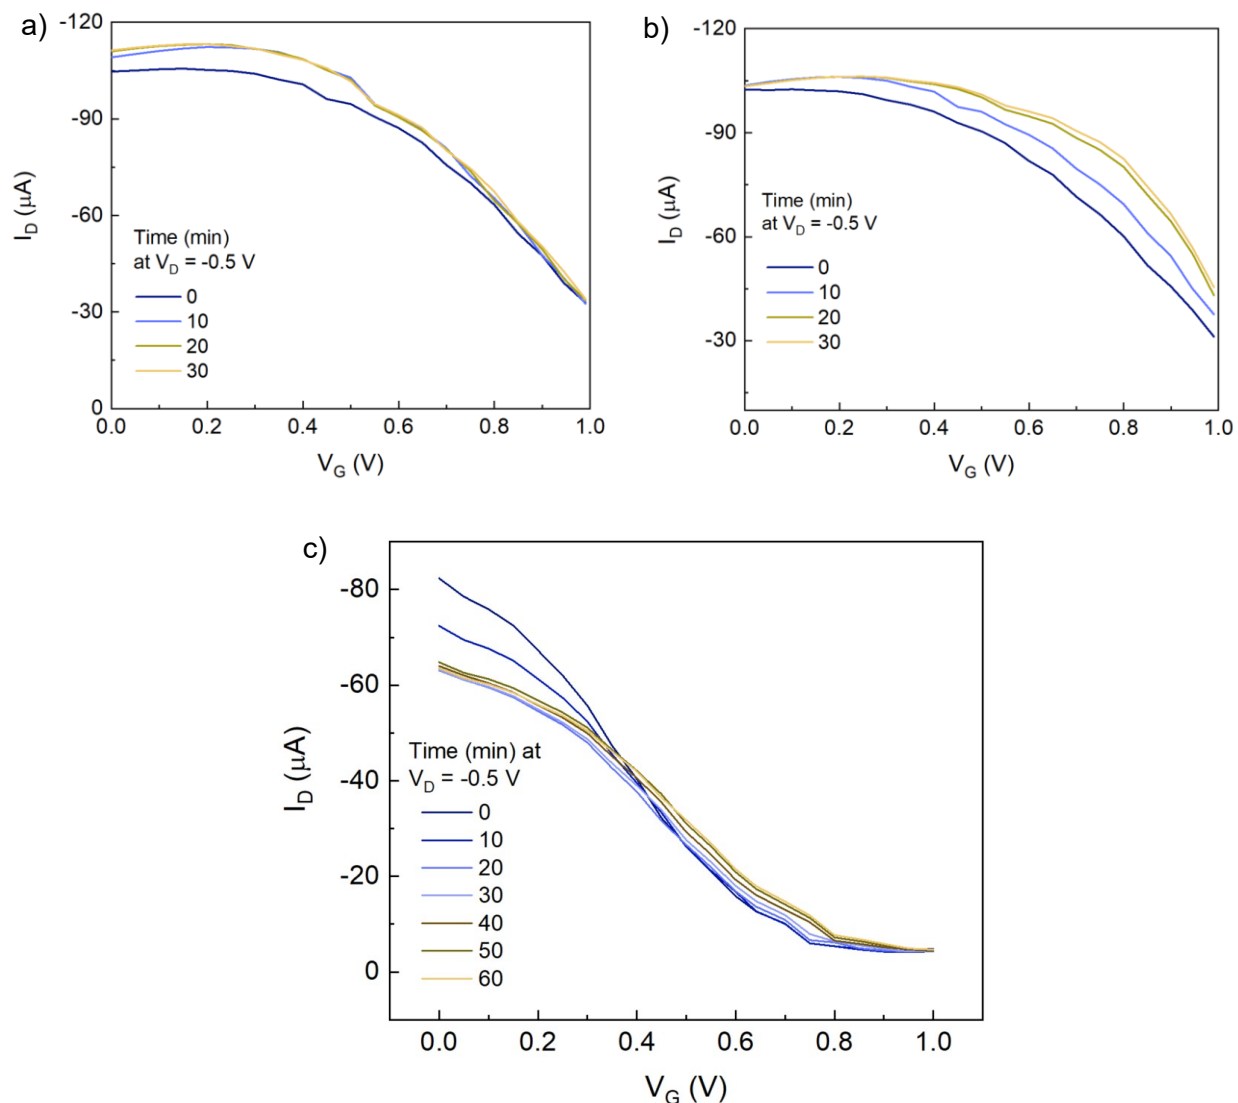 a)
-120
-90
-60
-30
0
I_D (μA)
Time (min)
at V_D = -0.5 V
0
10
20
30
0.0 0.2 0.4 0.6 0.8 1.0
V_G (V)
b)
-120
-90
-60
-30
I_D (μA)
Time (min)
at V_D = -0.5 V
0
10
20
30
0.0 0.2 0.4 0.6 0.8 1.0
V_G (V)
c)
-80
-60
-40
-20
0
I_D (μA)
Time (min) at
V_D = -0.5 V
0
10
20
30
40
50
60
0.0 0.2 0.4 0.6 0.8 1.0
V_G (V)